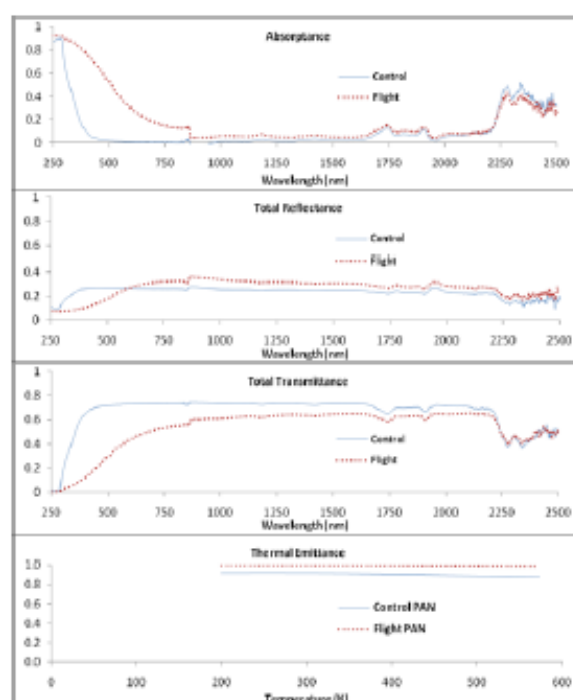 Absorptance
1
0.8
0.6
0.4
0.2
0
Control
Flight
250 500 750 1000 1250 1500 1750 2000 2250 2500
Wavelength (nm)
Total Reflectance
1
0.8
0.6
0.4
0.2
0
Control
Flight
250 500 750 1000 1250 1500 1750 2000 2250 2500
Wavelength (nm)
Total Transmittance
1
0.8
0.6
0.4
0.2
0
Control
Flight
250 500 750 1000 1250 1500 1750 2000 2250 2500
Wavelength (nm)
Thermal Emittance
1.0
0.8
0.6
0.4
0.2
0.0
Control PAN
Flight PAN
0 100 200 300 400 500 600
Temperature (K)